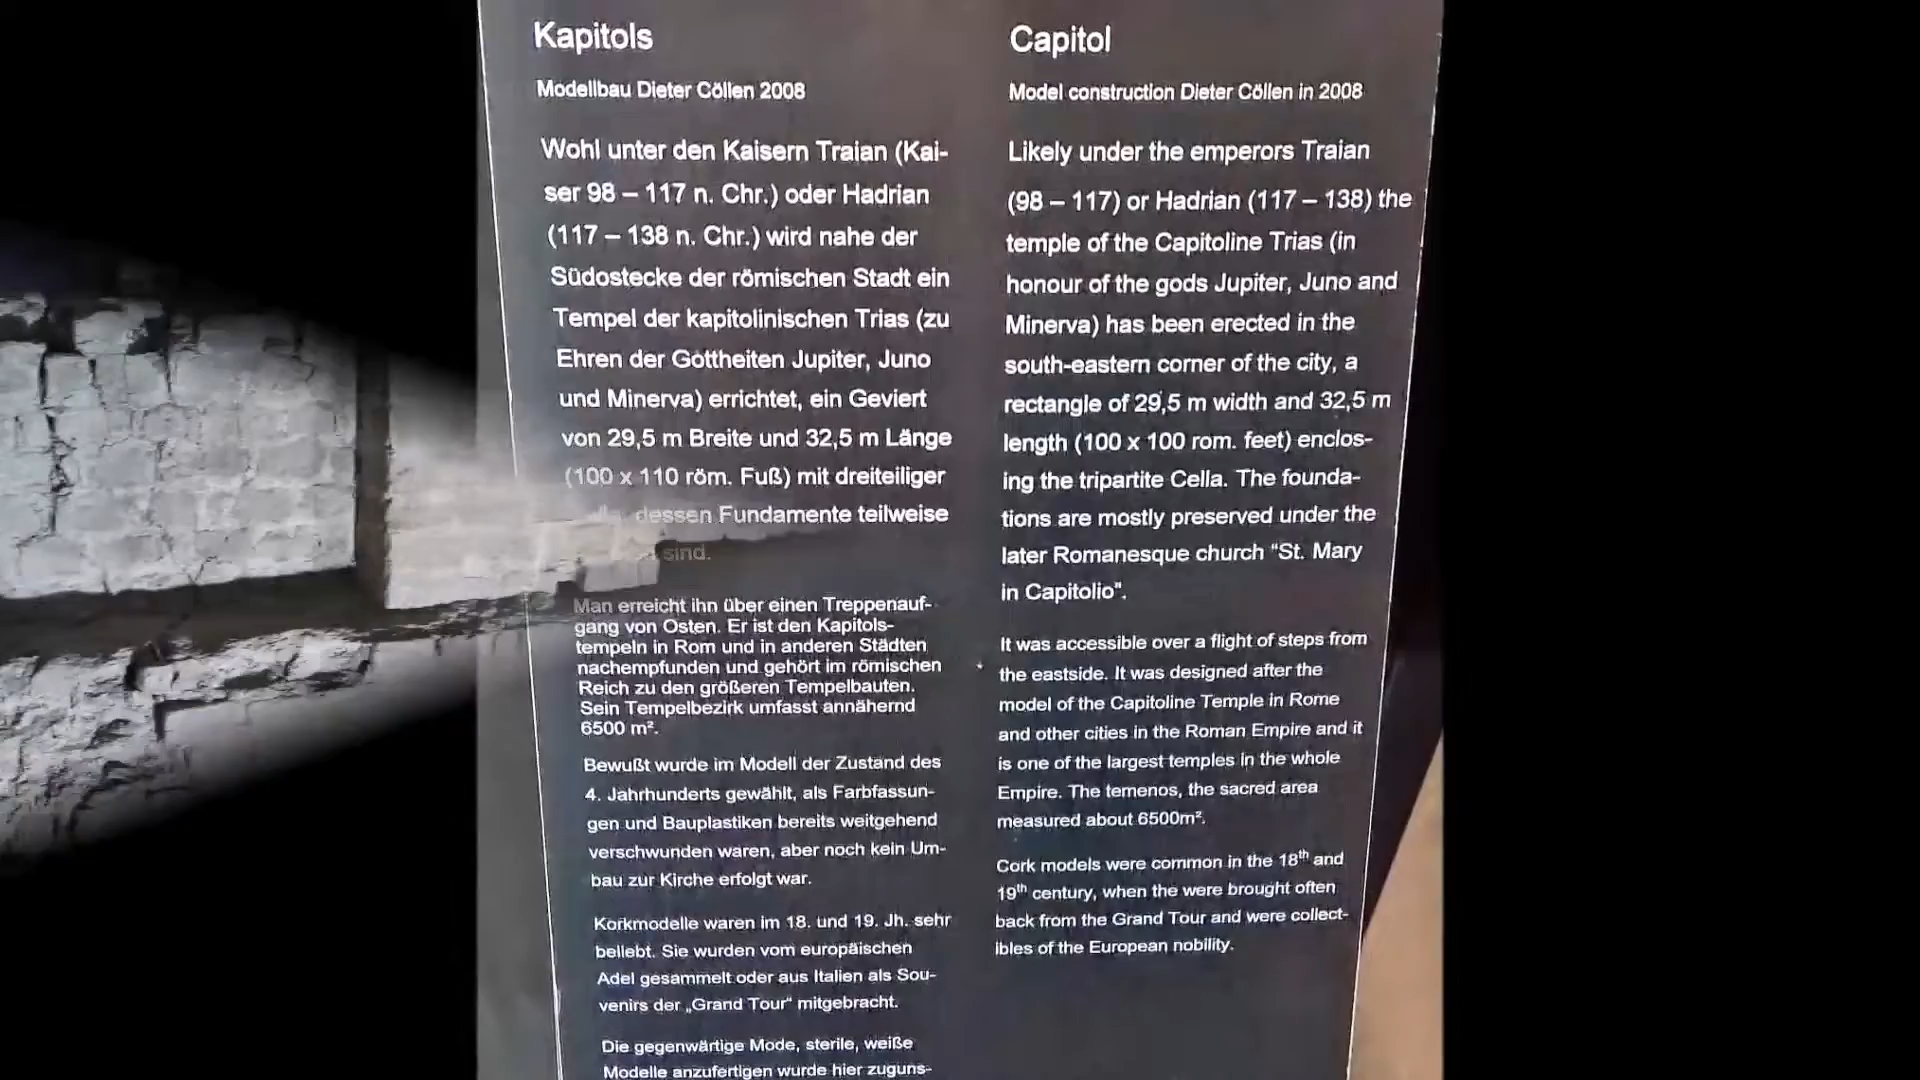 Kapitols
Modellbau Dieter Cöllen 2008
Wohl unter den Kaisern Traian (Kai-
ser 98 – 117 n. Chr.) oder Hadrian
(117 – 138 n. Chr.) wird nahe der
Südostecke der römischen Stadt ein
Tempel der kapitolinischen Trias (zu
Ehren der Gottheiten Jupiter, Juno
und Minerva) errichtet, ein Geviert
von 29,5 m Breite und 32,5 m Länge
(100 x 110 röm. Fuß) mit dreiteiliger
dessen Fundamente teilweise
sind.
Man erreicht ihn über einen Treppenauf-
gang von Osten. Er ist den Kapitols-
tempeln in Rom und in anderen Städten
nachempfunden und gehört im römischen
Reich zu den größeren Tempelbauten.
Sein Tempelbezirk umfasst annähernd
6500 m².
Bewußt wurde im Modell der Zustand des
4. Jahrhunderts gewählt, als Farbfassun-
gen und Bauplastiken bereits weitgehend
verschwunden waren, aber noch kein Um-
bau zur Kirche erfolgt war.
Korkmodelle waren im 18. und 19. Jh. sehr
beliebt. Sie wurden vom europäischen
Adel gesammelt oder aus Italien als Sou-
venirs der „Grand Tour“ mitgebracht.
Die gegenwärtige Mode, sterile, weiße
Modelle anzufertigen wurde hier zuguns-
Capitol
Model construction Dieter Cöllen in 2008
Likely under the emperors Traian
(98 – 117) or Hadrian (117 – 138) the
temple of the Capitoline Trias (in
honour of the gods Jupiter, Juno and
Minerva) has been erected in the
south-eastern corner of the city, a
rectangle of 29,5 m width and 32,5 m
length (100 x 100 rom. feet) enclos-
ing the tripartite Cella. The founda-
tions are mostly preserved under the
later Romanesque church “St. Mary
in Capitolio”.
It was accessible over a flight of steps from
the eastside. It was designed after the
model of the Capitoline Temple in Rome
and other cities in the Roman Empire and it
is one of the largest temples in the whole
Empire. The temenos, the sacred area
measured about 6500m².
Cork models were common in the 18th and
19th century, when the were brought often
back from the Grand Tour and were collect-
ibles of the European nobility.